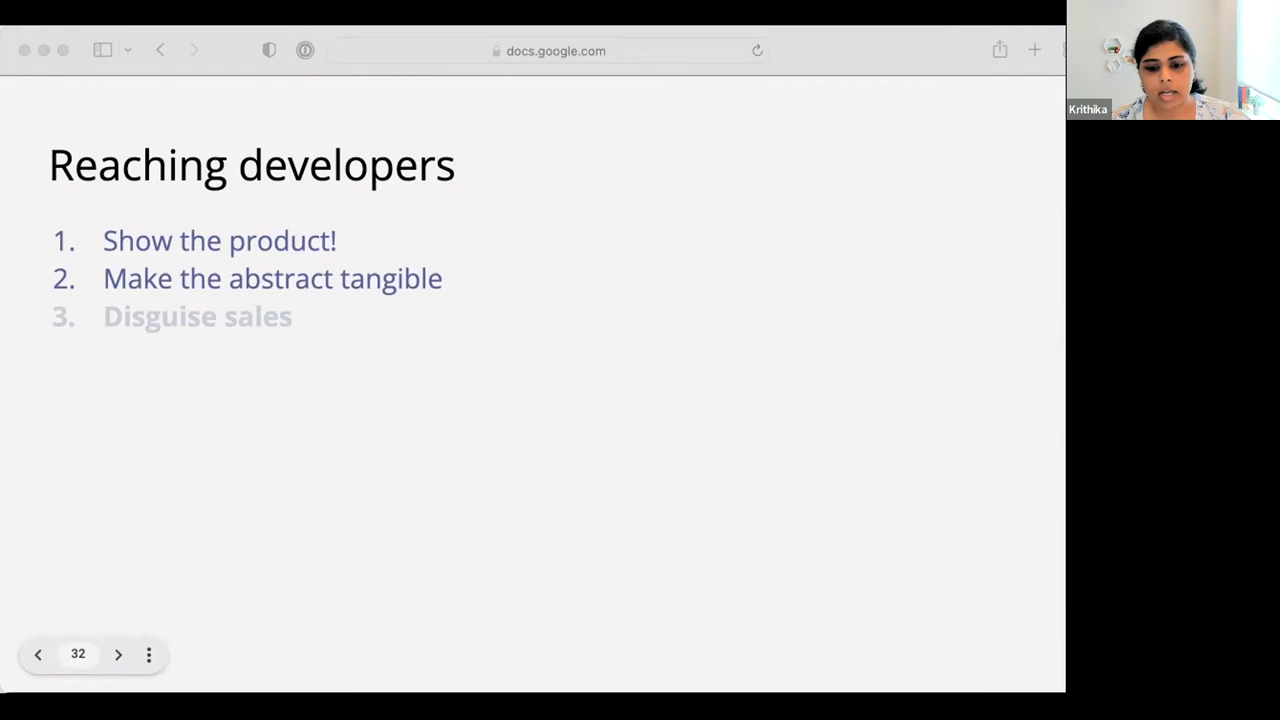 docs.google.com
Krithika
Reaching developers
1. Show the product!
2. Make the abstract tangible
3. Disguise sales
32